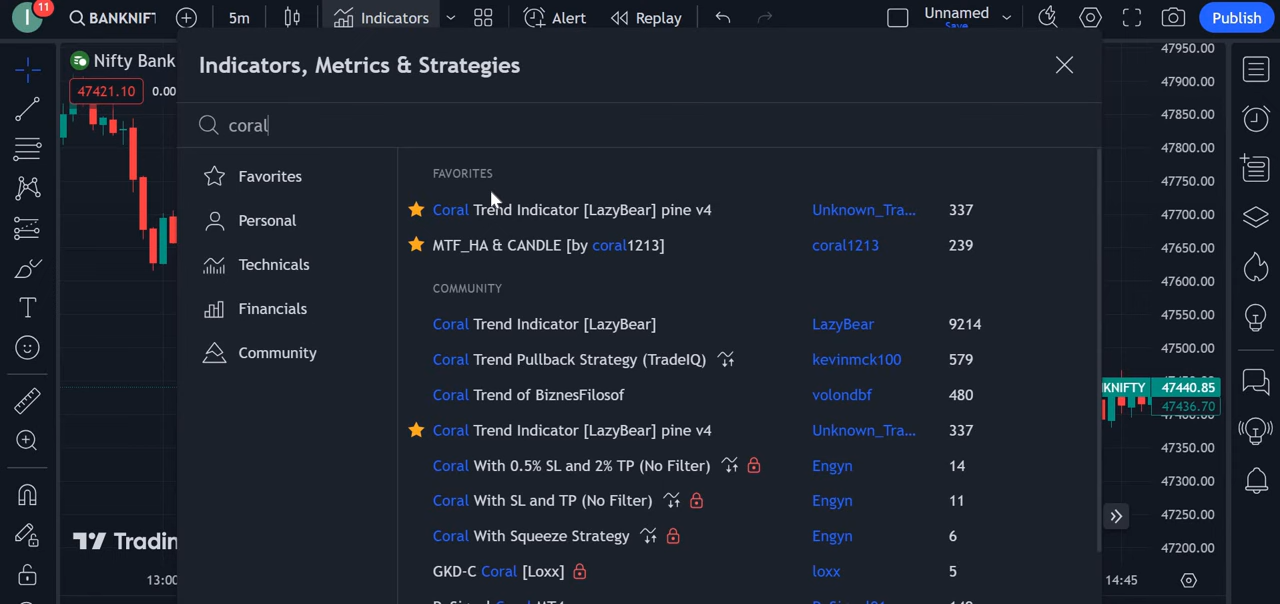 I
11
BANKNIFT
5m
Indicators
Alert
Replay
Unnamed
Save
Publish
Nifty Bank
47421.10
0.00
Indicators, Metrics & Strategies
coral
Favorites
Personal
Technicals
Financials
Community
FAVORITES
Coral Trend Indicator [LazyBear] pine v4 Unknown_Tra... 337
MTF_HA & CANDLE [by coral1213] coral1213 239
COMMUNITY
Coral Trend Indicator [LazyBear] LazyBear 9214
Coral Trend Pullback Strategy (TradeIQ) kevinmck100 579
Coral Trend of BiznesFilosof volondbf 480
Coral Trend Indicator [LazyBear] pine v4 Unknown_Tra... 337
Coral With 0.5% SL and 2% TP (No Filter) Engyn 14
Coral With SL and TP (No Filter) Engyn 11
Coral With Squeeze Strategy Engyn 6
GKD-C Coral [Loxx] loxx 5
47950.00
47900.00
47850.00
47800.00
47750.00
47700.00
47650.00
47600.00
47550.00
47500.00
KNIFTY 47440.85
47436.70
47350.00
47300.00
47250.00
47200.00
Tradin
13:00
14:45